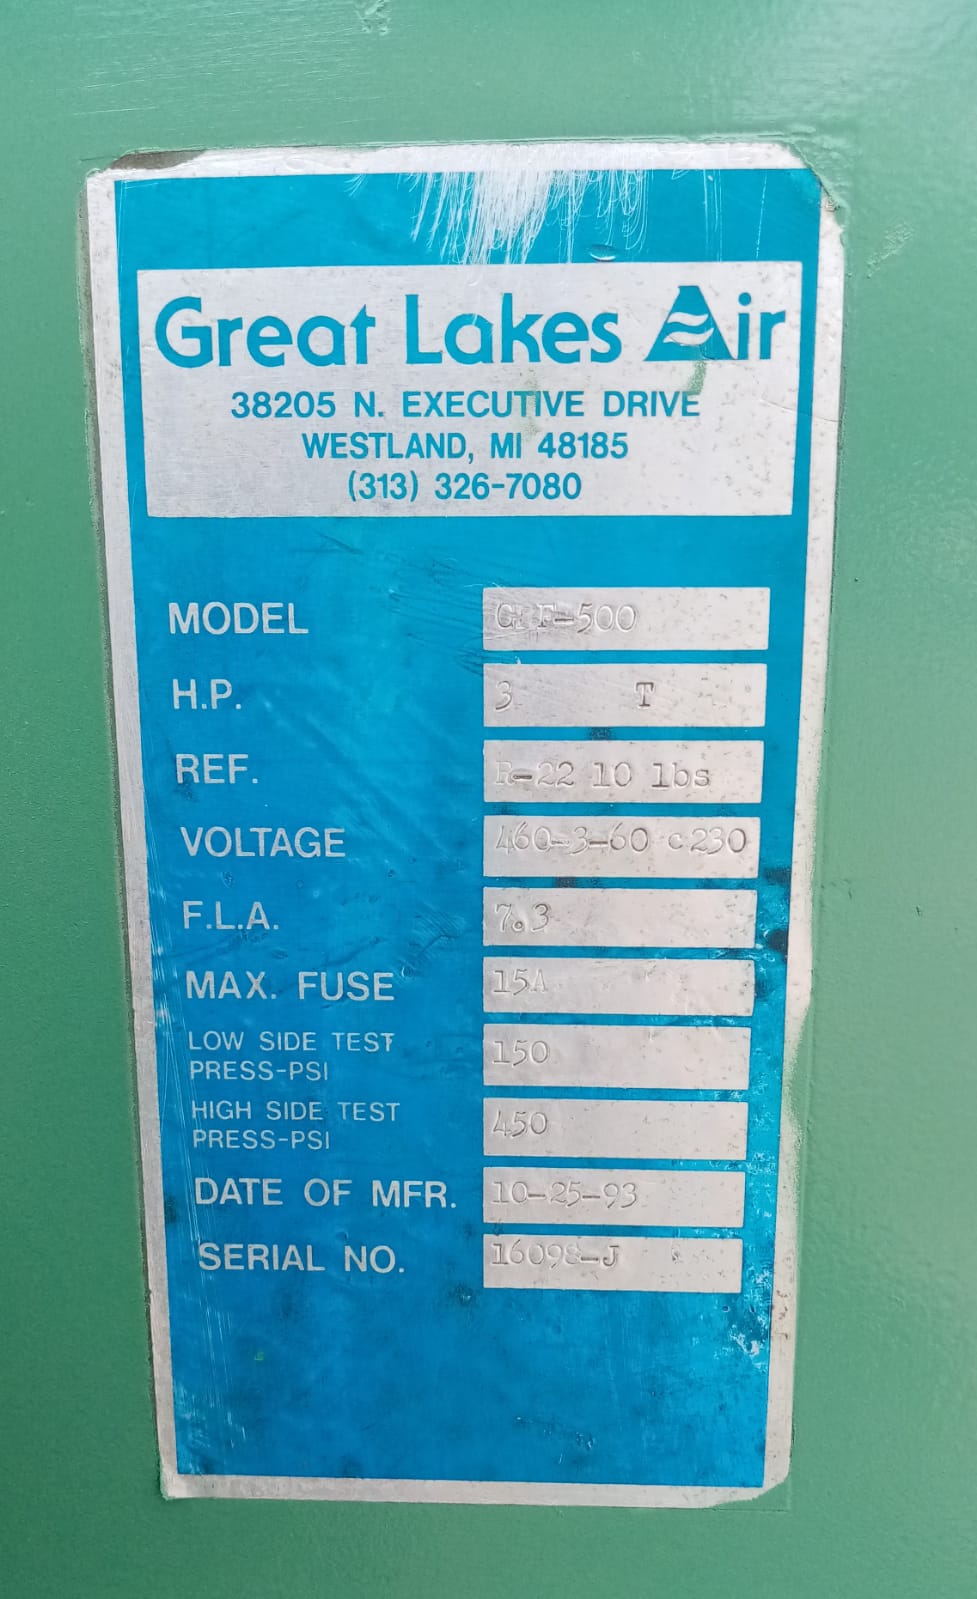 Great Lakes Air
38205 N. EXECUTIVE DRIVE
WESTLAND, MI 48185
(313) 326-7080
MODEL
H.P. 3 T
REF. R-22 10 lbs
VOLTAGE 460-3-60 c230
F.L.A. 7.3
MAX. FUSE 15A
LOW SIDE TEST
PRESS-PSI 150
HIGH SIDE TEST
PRESS-PSI 450
DATE OF MFR. 10-25-93
SERIAL NO. 16098-J